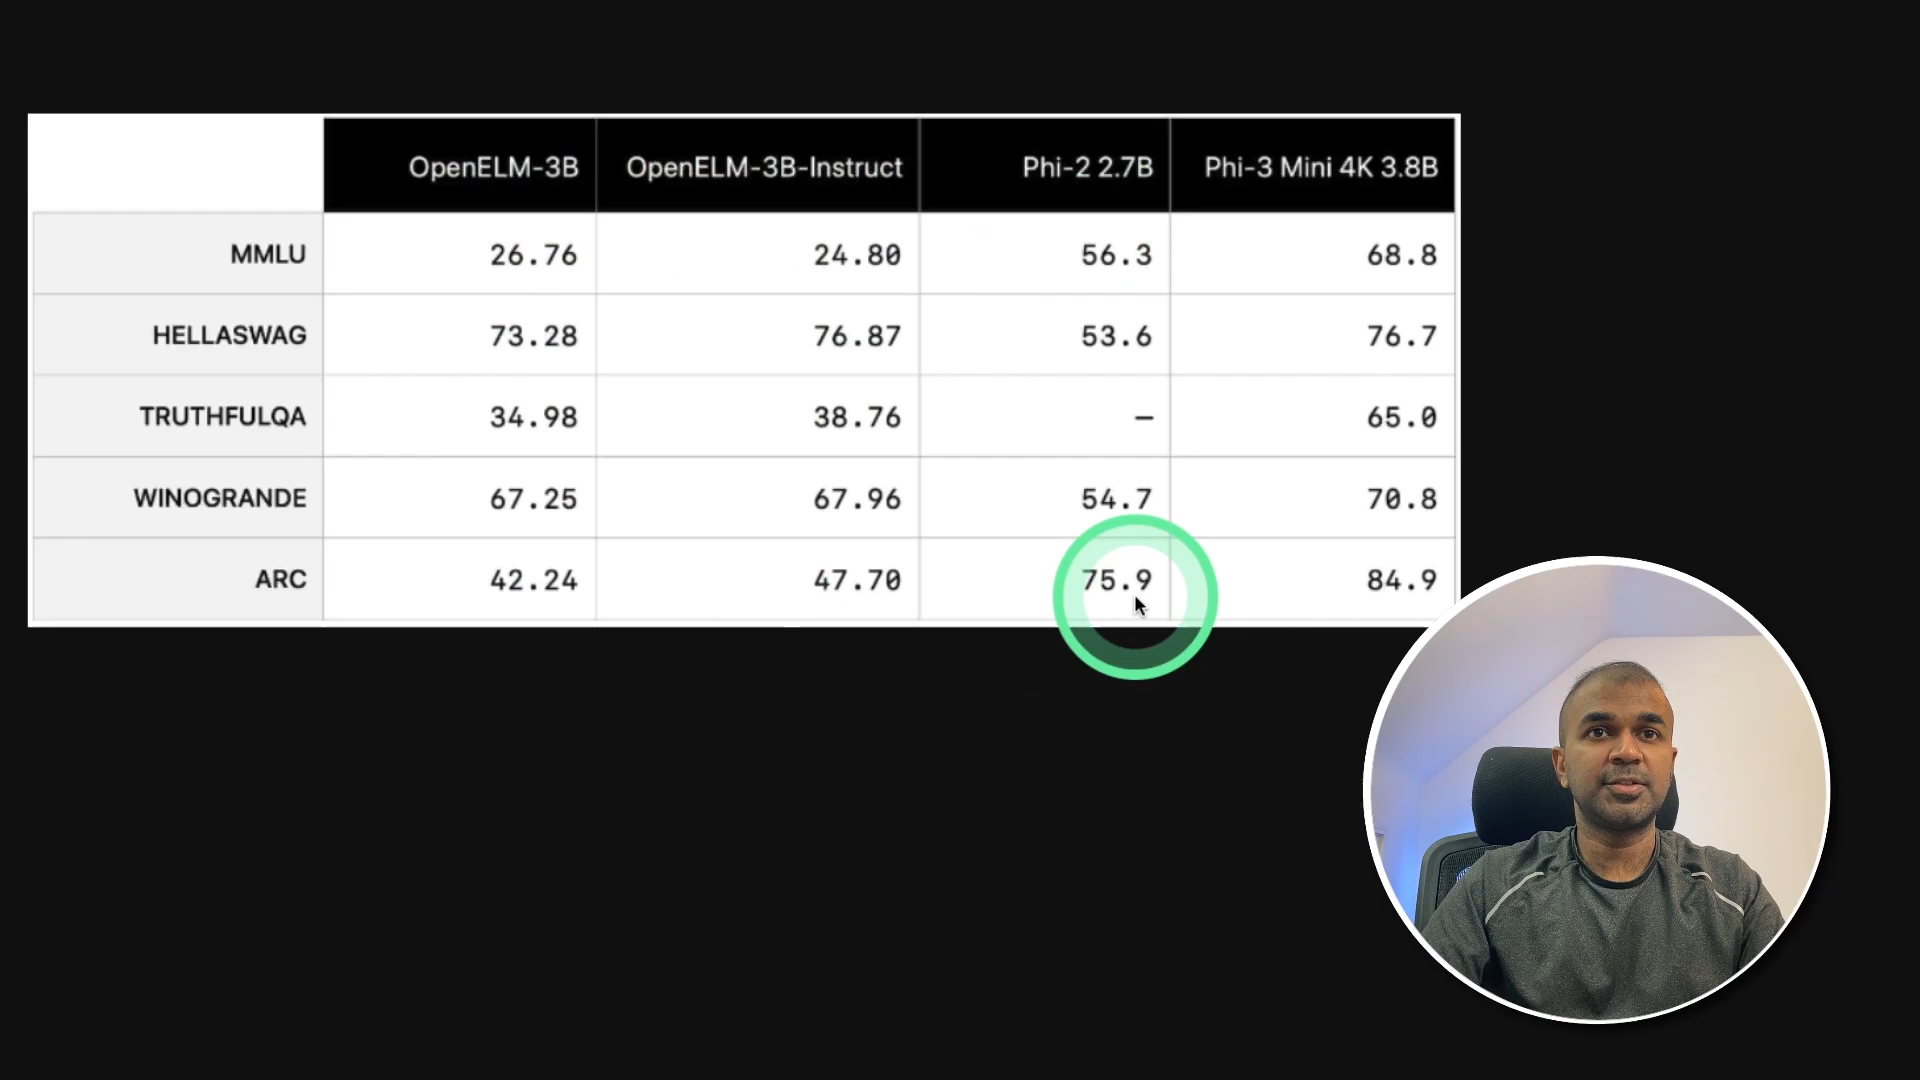 OpenELM-3B OpenELM-3B-Instruct Phi-2 2.7B Phi-3 Mini 4K 3.8B
MMLU 26.76 24.80 56.3 68.8
HELLASWAG 73.28 76.87 53.6 76.7
TRUTHFULQA 34.98 38.76 – 65.0
WINOGRANDE 67.25 67.96 54.7 70.8
ARC 42.24 47.70 75.9 84.9